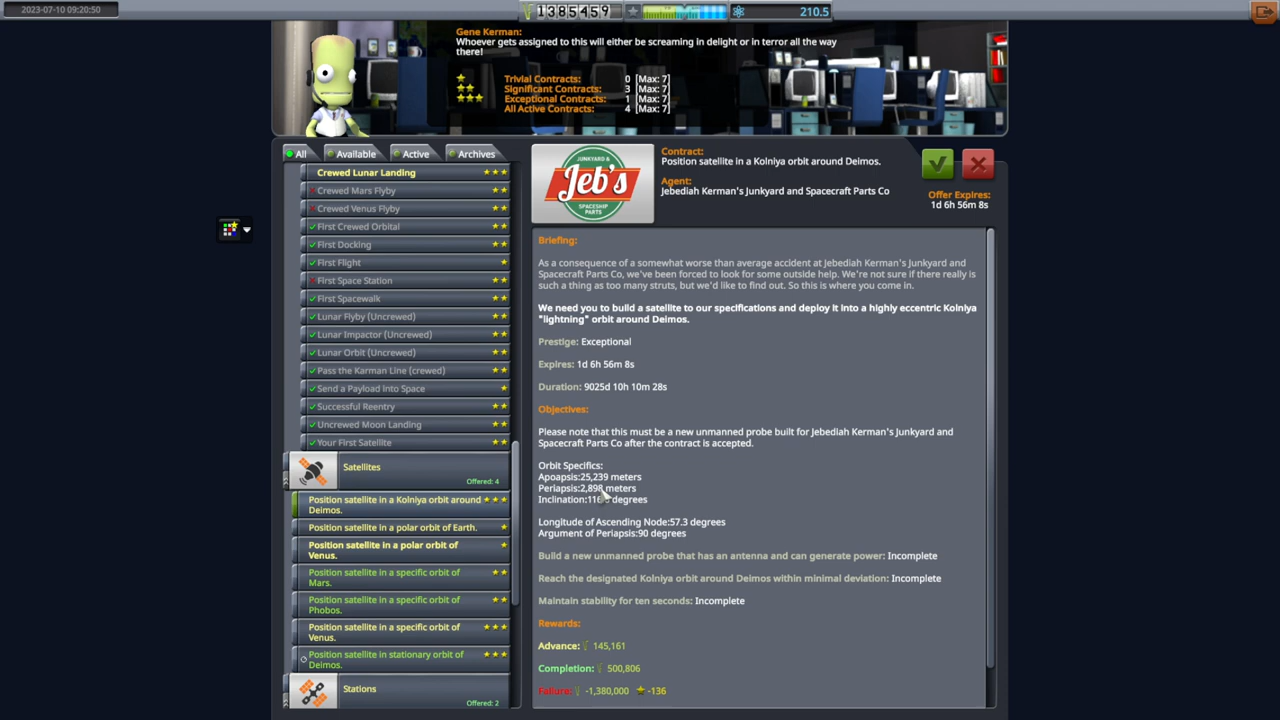 2023-07-10 09:20:50
1385459
210.5
Gene Kerman:
Whoever gets assigned to this will either be screaming in delight or in terror all the way
there!
Trivial Contracts: 0 [Max: 7]
Significant Contracts: 3 [Max: 7]
Exceptional Contracts: 1 [Max: 7]
All Active Contracts: 4 [Max: 7]
All
Available
Active
Archives
Crewed Lunar Landing
Crewed Mars Flyby
Crewed Venus Flyby
First Crewed Orbital
First Docking
First Flight
First Space Station
First Spacewalk
Lunar Flyby (Uncrewed)
Lunar Impactor (Uncrewed)
Lunar Orbit (Uncrewed)
Pass the Karman Line (crewed)
Send a Payload into Space
Successful Reentry
Uncrewed Moon Landing
Your First Satellite
Satellites
Offered: 4
Position satellite in a Kolniya orbit around
Deimos.
Position satellite in a polar orbit of Earth.
Position satellite in a polar orbit of
Venus.
Position satellite in a specific orbit of
Mars.
Position satellite in a specific orbit of
Phobos.
Position satellite in a specific orbit of
Venus.
Position satellite in stationary orbit of
Deimos.
Stations
Offered: 2
JUNKYARD &
Jeb's
SPACESHIP
PARTS
Contract:
Position satellite in a Kolniya orbit around Deimos.
Agent:
Jebediah Kerman's Junkyard and Spacecraft Parts Co
Offer Expires:
1d 6h 56m 8s
Briefing:
As a consequence of a somewhat worse than average accident at Jebediah Kerman's Junkyard and
Spacecraft Parts Co, we've been forced to look for some outside help. We're not sure if there really is
such a thing as too many struts, but we'd like to find out. So this is where you come in.
We need you to build a satellite to our specifications and deploy it into a highly eccentric Kolniya
"lightning" orbit around Deimos.
Prestige: Exceptional
Expires: 1d 6h 56m 8s
Duration: 9025d 10h 10m 28s
Objectives:
Please note that this must be a new unmanned probe built for Jebediah Kerman's Junkyard and
Spacecraft Parts Co after the contract is accepted.
Orbit Specifics:
Apoapsis:25,239 meters
Periapsis:2,898 meters
Inclination: degrees
Longitude of Ascending Node:57.3 degrees
Argument of Periapsis:90 degrees
Build a new unmanned probe that has an antenna and can generate power: Incomplete
Reach the designated Kolniya orbit around Deimos within minimal deviation: Incomplete
Maintain stability for ten seconds: Incomplete
Rewards:
Advance: 145,161
Completion: 500,806
Failure: -1,380,000 -136